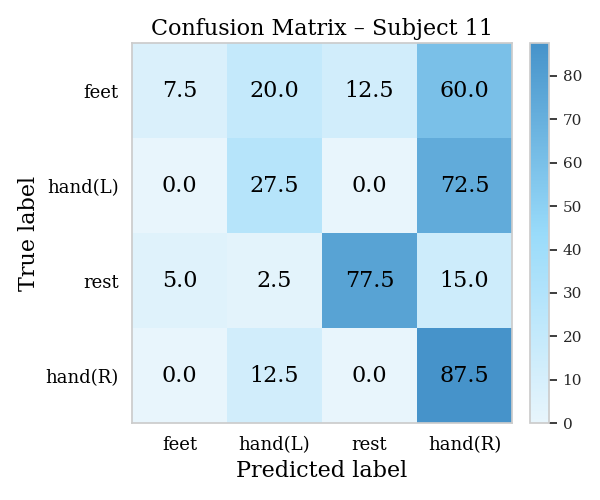 Confusion Matrix – Subject 11
feet 7.5 20.0 12.5 60.0
hand(L) 0.0 27.5 0.0 72.5
rest 5.0 2.5 77.5 15.0
hand(R) 0.0 12.5 0.0 87.5
feet hand(L) rest hand(R)
Predicted label
True label
80
70
60
50
40
30
20
10
0